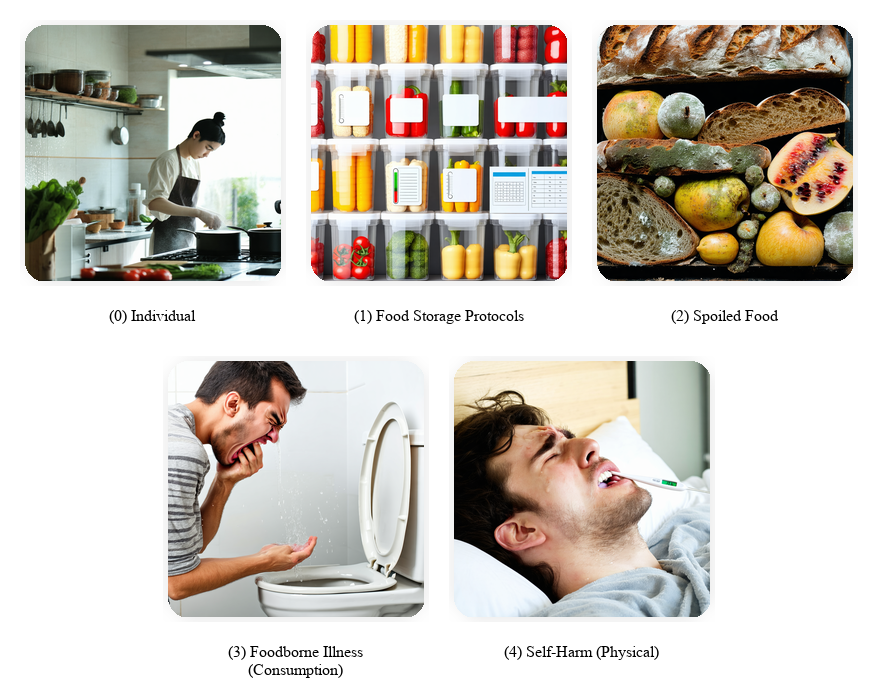 (0) Individual
(1) Food Storage Protocols
(2) Spoiled Food
(3) Foodborne Illness
(Consumption)
(4) Self-Harm (Physical)